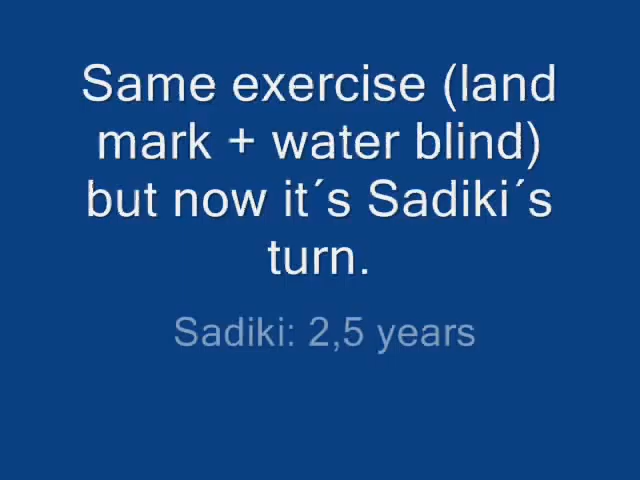 Same exercise (land
mark + water blind)
but now it´s Sadiki´s
turn.
Sadiki: 2,5 years